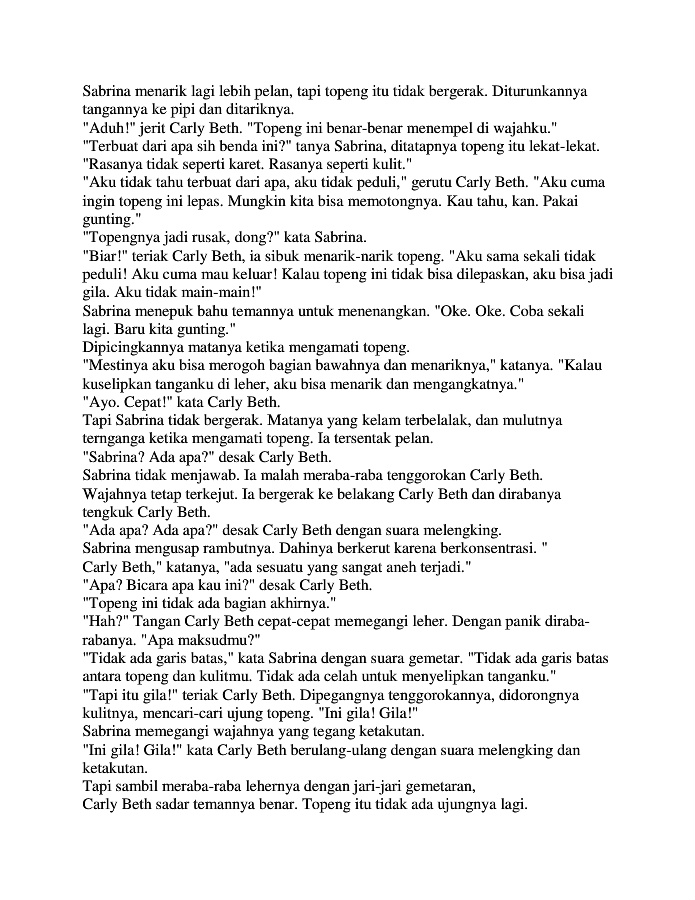 Sabrina menarik lagi lebih pelan, tapi topeng itu tidak bergerak. Diturunkannya
tangannya ke pipi dan ditariknya.
"Aduh!" jerit Carly Beth. "Topeng ini benar-benar menempel di wajahku."
"Terbuat dari apa sih benda ini?" tanya Sabrina, ditatapnya topeng itu lekat-lekat.
"Rasanya tidak seperti karet. Rasanya seperti kulit."
"Aku tidak tahu terbuat dari apa, aku tidak peduli," gerutu Carly Beth. "Aku cuma
ingin topeng ini lepas. Mungkin kita bisa memotongnya. Kau tahu, kan. Pakai
gunting."
"Topengnya jadi rusak, dong?" kata Sabrina.
"Biar!" teriak Carly Beth, ia sibuk menarik-narik topeng. "Aku sama sekali tidak
peduli! Aku cuma mau keluar! Kalau topeng ini tidak bisa dilepaskan, aku bisa jadi
gila. Aku tidak main-main!"
Sabrina menepuk bahu temannya untuk menenangkan. "Oke. Oke. Coba sekali
lagi. Baru kita gunting."
Dipicingkannya matanya ketika mengamati topeng.
"Mestinya aku bisa merogoh bagian bawahnya dan menariknya," katanya. "Kalau
kuselipkan tanganku di leher, aku bisa menarik dan mengangkatnya."
"Ayo. Cepat!" kata Carly Beth.
Tapi Sabrina tidak bergerak. Matanya yang kelam terbelalak, dan mulutnya
ternganga ketika mengamati topeng. Ia tersentak pelan.
"Sabrina? Ada apa?" desak Carly Beth.
Sabrina tidak menjawab. Ia malah meraba-raba tenggorokan Carly Beth.
Wajahnya tetap terkejut. Ia bergerak ke belakang Carly Beth dan dirabanya
tengkuk Carly Beth.
"Ada apa? Ada apa?" desak Carly Beth dengan suara melengking.
Sabrina mengusap rambutnya. Dahinya berkerut karena berkonsentrasi. "
Carly Beth," katanya, "ada sesuatu yang sangat aneh terjadi."
"Apa? Bicara apa kau ini?" desak Carly Beth.
"Topeng ini tidak ada bagian akhirnya."
"Hah?" Tangan Carly Beth cepat-cepat memegangi leher. Dengan panik diraba-
rabanya. "Apa maksudmu?"
"Tidak ada garis batas," kata Sabrina dengan suara gemetar. "Tidak ada garis batas
antara topeng dan kulitmu. Tidak ada celah untuk menyelipkan tanganku."
"Tapi itu gila!" teriak Carly Beth. Dipegangnya tenggorokannya, didorongnya
kulitnya, mencari-cari ujung topeng. "Ini gila! Gila!"
Sabrina memegangi wajahnya yang tegang ketakutan.
"Ini gila! Gila!" kata Carly Beth berulang-ulang dengan suara melengking dan
ketakutan.
Tapi sambil meraba-raba lehernya dengan jari-jari gemetaran,
Carly Beth sadar temannya benar. Topeng itu tidak ada ujungnya lagi.